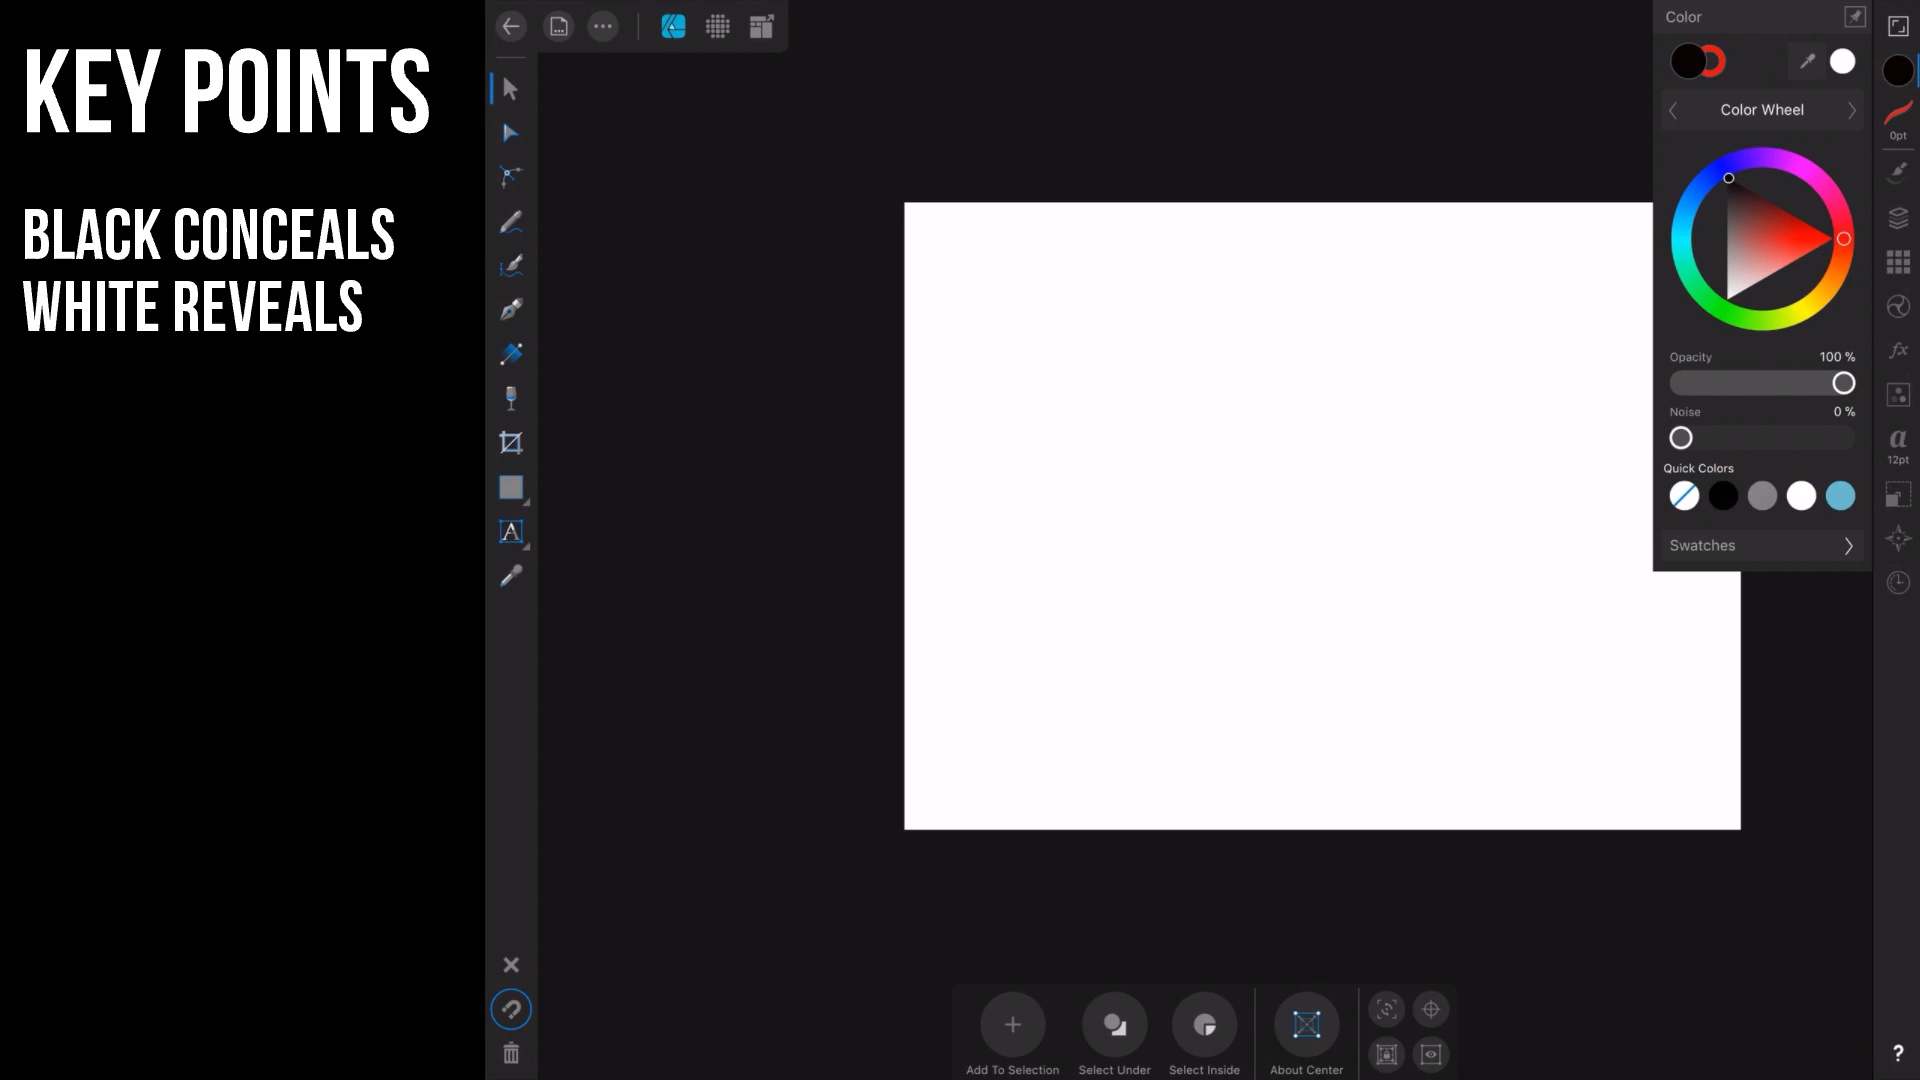 KEY POINTS
BLACK CONCEALS
WHITE REVEALS
Color
Color Wheel
Opacity 100 %
Noise 0 %
Quick Colors
Swatches
0pt
fx
a
12pt
A
Add To Selection
Select Under
Select Inside
About Center
?